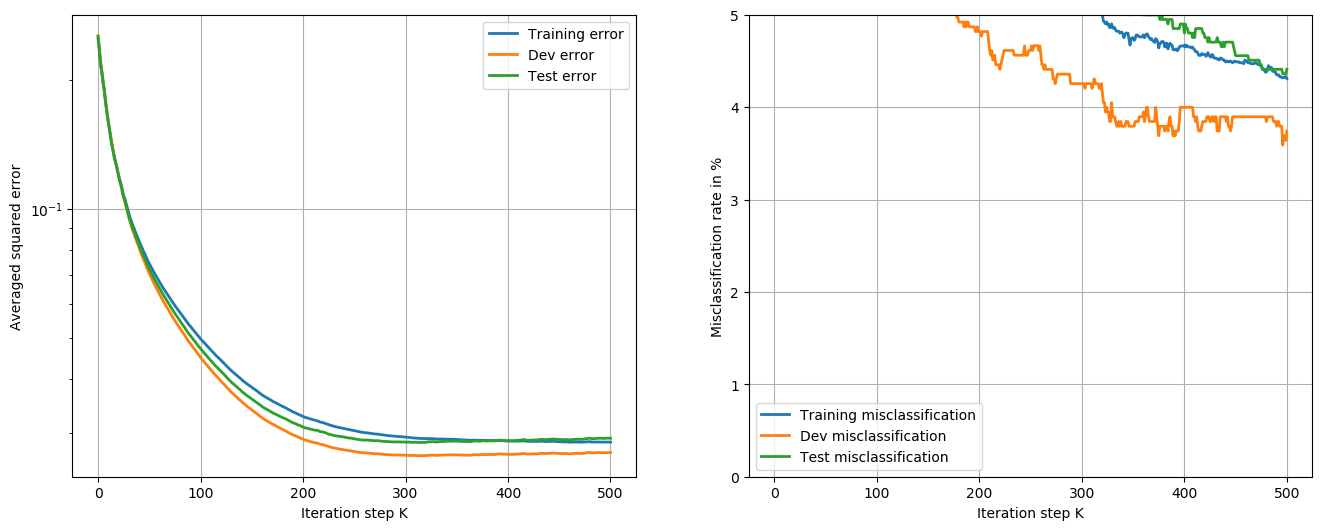 Averaged squared error
10⁻¹
Training error
Dev error
Test error
0 100 200 300 400 500
Iteration step K
Misclassification rate in %
5
4
3
2
1
0
Training misclassification
Dev misclassification
Test misclassification
0 100 200 300 400 500
Iteration step K